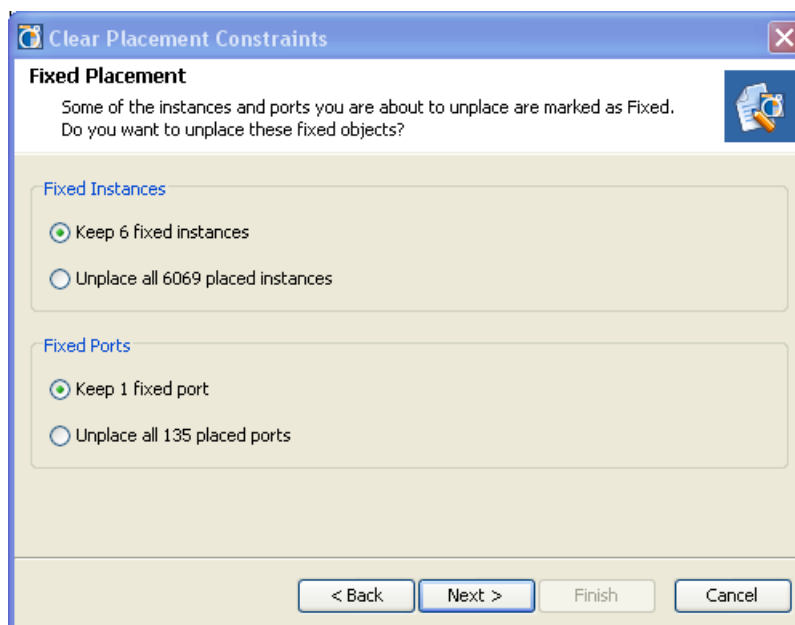 Clear Placement Constraints
Fixed Placement
Some of the instances and ports you are about to unplace are marked as Fixed.
Do you want to unplace these fixed objects?
Fixed Instances
Keep 6 fixed instances
Unplace all 6069 placed instances
Fixed Ports
Keep 1 fixed port
Unplace all 135 placed ports
< Back
Next >
Finish
Cancel